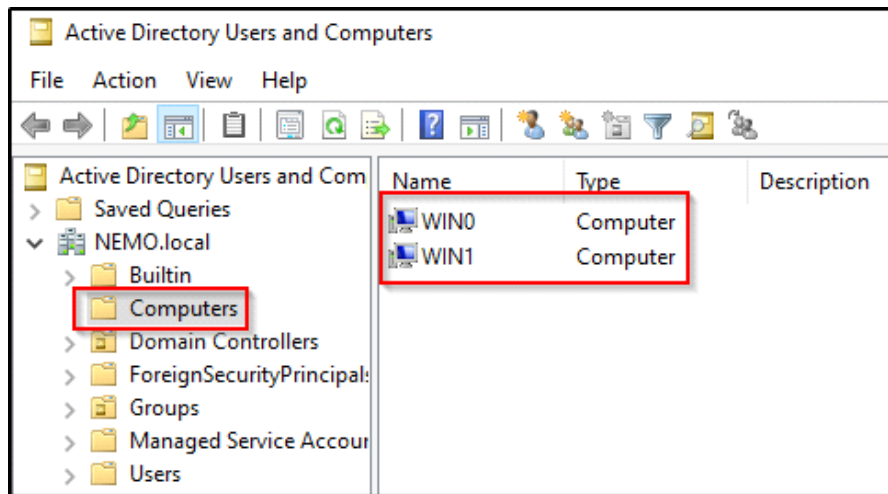 Active Directory Users and Computers
File Action View Help
Active Directory Users and Com
Saved Queries
NEMO.local
Builtin
Computers
Domain Controllers
ForeignSecurityPrincipals
Groups
Managed Service Accour
Users
Name Type Description
WIN0 Computer
WIN1 Computer